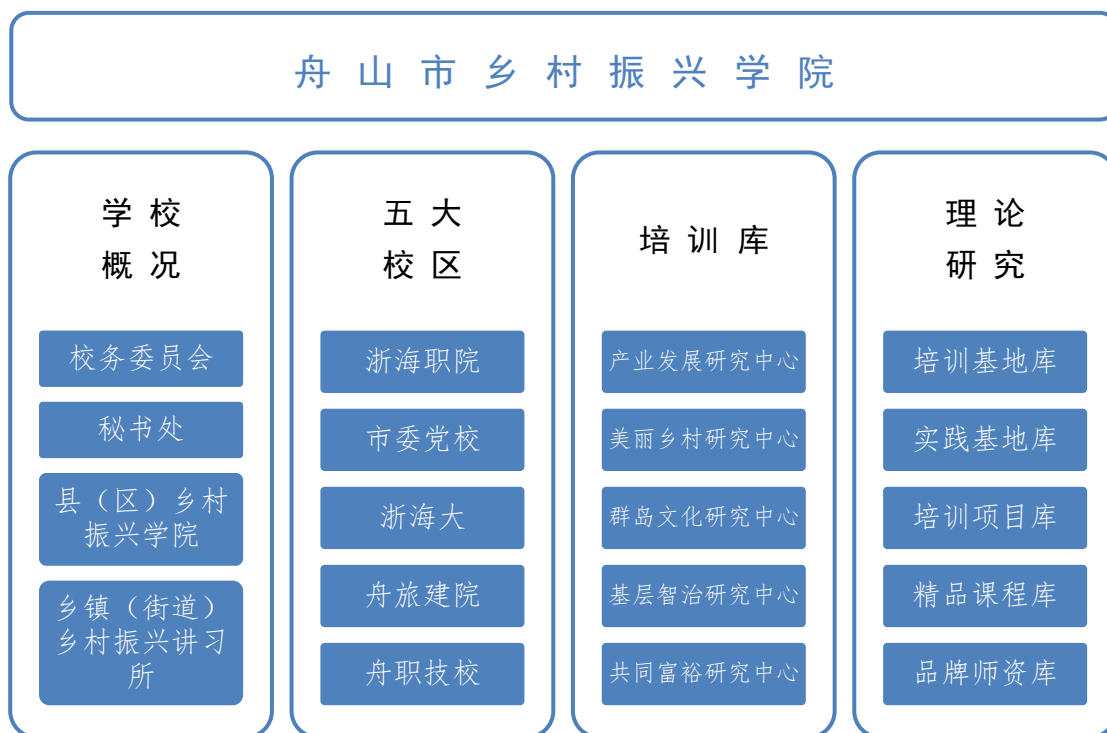 舟山市乡村振兴学院
学校
概况
校务委员会
秘书处
县（区）乡村
振兴学院
乡镇（街道）
乡村振兴讲习
所
五大
校区
浙海职院
市委党校
浙海大
舟旅建院
舟职技校
培训库
产业发展研究中心
美丽乡村研究中心
群岛文化研究中心
基层智治研究中心
共同富裕研究中心
理论
研究
培训基地库
实践基地库
培训项目库
精品课程库
品牌师资库